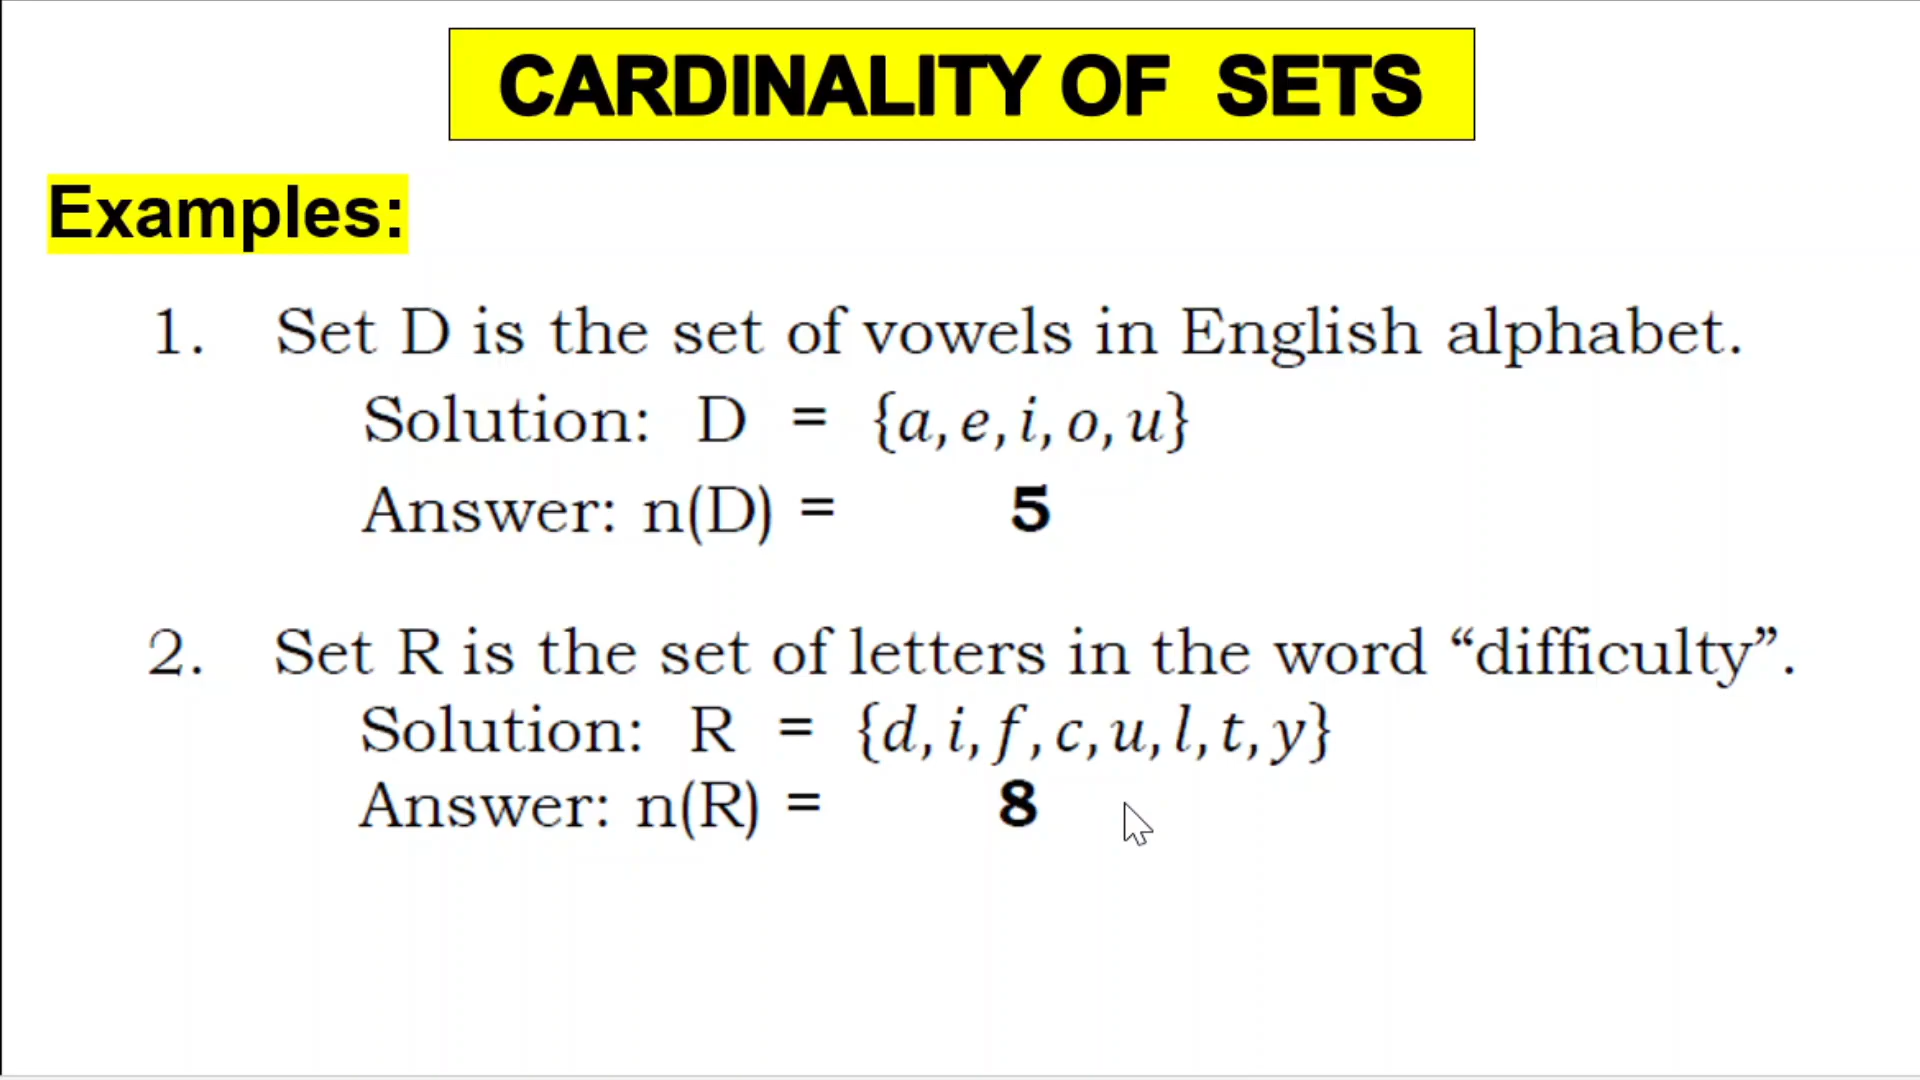 CARDINALITY OF SETS
Examples:
1. Set D is the set of vowels in English alphabet.
Solution: D = {a, e, i, o, u}
Answer: n(D) = 5
2. Set R is the set of letters in the word “difficulty”.
Solution: R = {d, i, f, c, u, l, t, y}
Answer: n(R) = 8